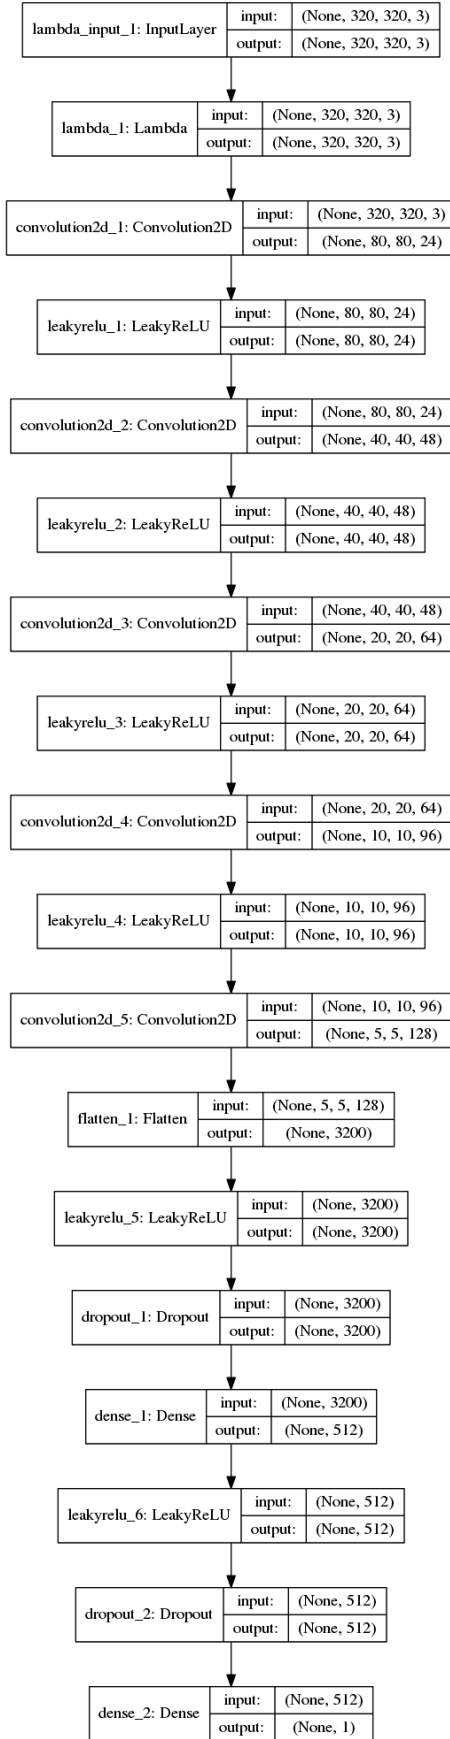 lambda_input_1: InputLayer
input: (None, 320, 320, 3)
output: (None, 320, 320, 3)
lambda_1: Lambda
input: (None, 320, 320, 3)
output: (None, 320, 320, 3)
convolution2d_1: Convolution2D
input: (None, 320, 320, 3)
output: (None, 80, 80, 24)
leakyrelu_1: LeakyReLU
input: (None, 80, 80, 24)
output: (None, 80, 80, 24)
convolution2d_2: Convolution2D
input: (None, 80, 80, 24)
output: (None, 40, 40, 48)
leakyrelu_2: LeakyReLU
input: (None, 40, 40, 48)
output: (None, 40, 40, 48)
convolution2d_3: Convolution2D
input: (None, 40, 40, 48)
output: (None, 20, 20, 64)
leakyrelu_3: LeakyReLU
input: (None, 20, 20, 64)
output: (None, 20, 20, 64)
convolution2d_4: Convolution2D
input: (None, 20, 20, 64)
output: (None, 10, 10, 96)
leakyrelu_4: LeakyReLU
input: (None, 10, 10, 96)
output: (None, 10, 10, 96)
convolution2d_5: Convolution2D
input: (None, 10, 10, 96)
output: (None, 5, 5, 128)
flatten_1: Flatten
input: (None, 5, 5, 128)
output: (None, 3200)
leakyrelu_5: LeakyReLU
input: (None, 3200)
output: (None, 3200)
dropout_1: Dropout
input: (None, 3200)
output: (None, 3200)
dense_1: Dense
input: (None, 3200)
output: (None, 512)
leakyrelu_6: LeakyReLU
input: (None, 512)
output: (None, 512)
dropout_2: Dropout
input: (None, 512)
output: (None, 512)
dense_2: Dense
input: (None, 512)
output: (None, 1)